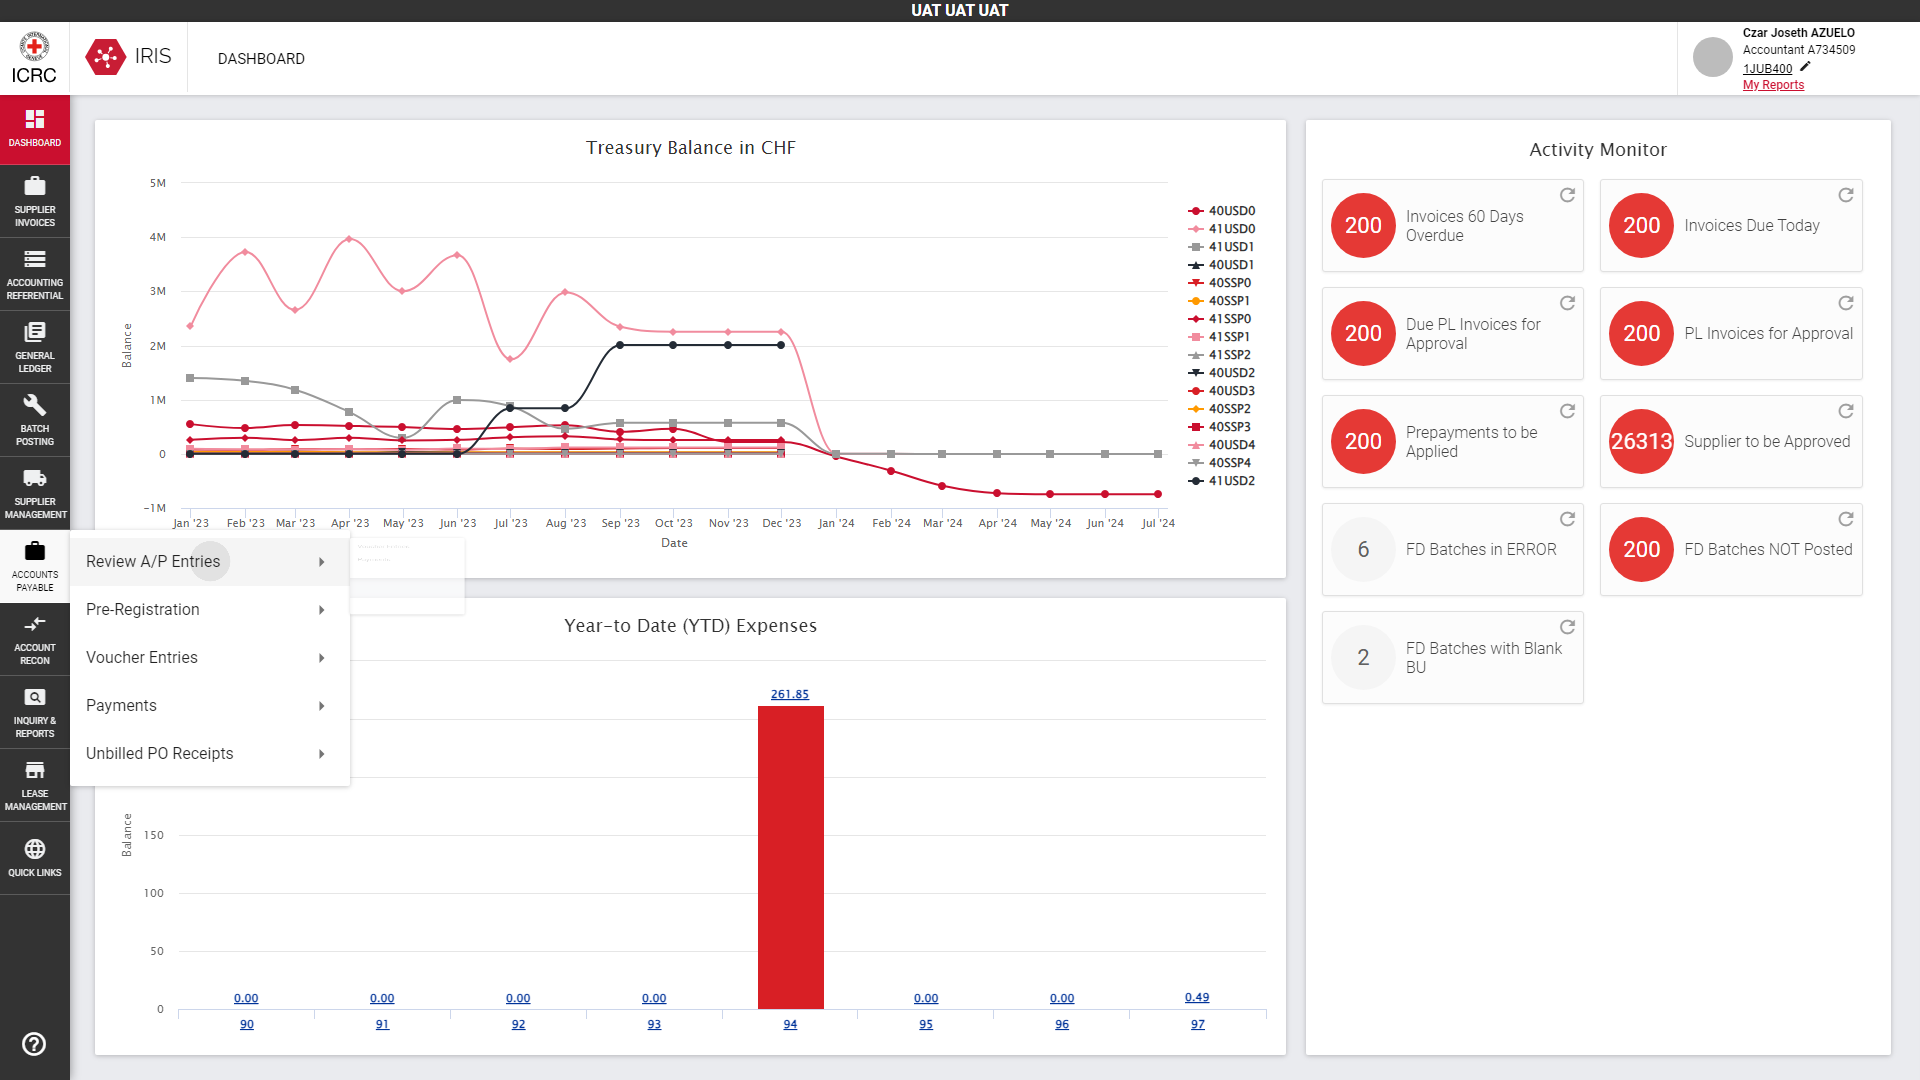 UAT UAT UAT
ICRC
IRIS
DASHBOARD
Czar Joseth AZUELO
Accountant A734509
1JUB400
My Reports
DASHBOARD
SUPPLIER
INVOICES
ACCOUNTING
REFERENTIAL
GENERAL
LEDGER
BATCH
POSTING
SUPPLIER
MANAGEMENT
ACCOUNTS
PAYABLE
ACCOUNT
RECON
INQUIRY &
REPORTS
LEASE
MANAGEMENT
QUICK LINKS
Review A/P Entries
Pre-Registration
Voucher Entries
Payments
Unbilled PO Receipts
Treasury Balance in CHF
5M
4M
3M
2M
1M
0
-1M
Balance
Jan '23 Feb '23 Mar '23 Apr '23 May '23 Jun '23 Jul '23 Aug '23 Sep '23 Oct '23 Nov '23 Dec '23 Jan '24 Feb '24 Mar '24 Apr '24 May '24 Jun '24 Jul '24
Date
40USD0
41USD0
41USD1
40USD1
40SSP0
40SSP1
41SSP0
41SSP1
41SSP2
40USD2
40USD3
40SSP2
40SSP3
40USD4
40SSP4
41USD2
Year-to Date (YTD) Expenses
Balance
150
100
50
0
0.00 0.00 0.00 0.00 261.85 0.00 0.00 0.49
90 91 92 93 94 95 96 97
Activity Monitor
200 Invoices 60 Days
Overdue
200 Invoices Due Today
200 Due PL Invoices for
Approval
200 PL Invoices for Approval
200 Prepayments to be
Applied
26313 Supplier to be Approved
6 FD Batches in ERROR
200 FD Batches NOT Posted
2 FD Batches with Blank
BU